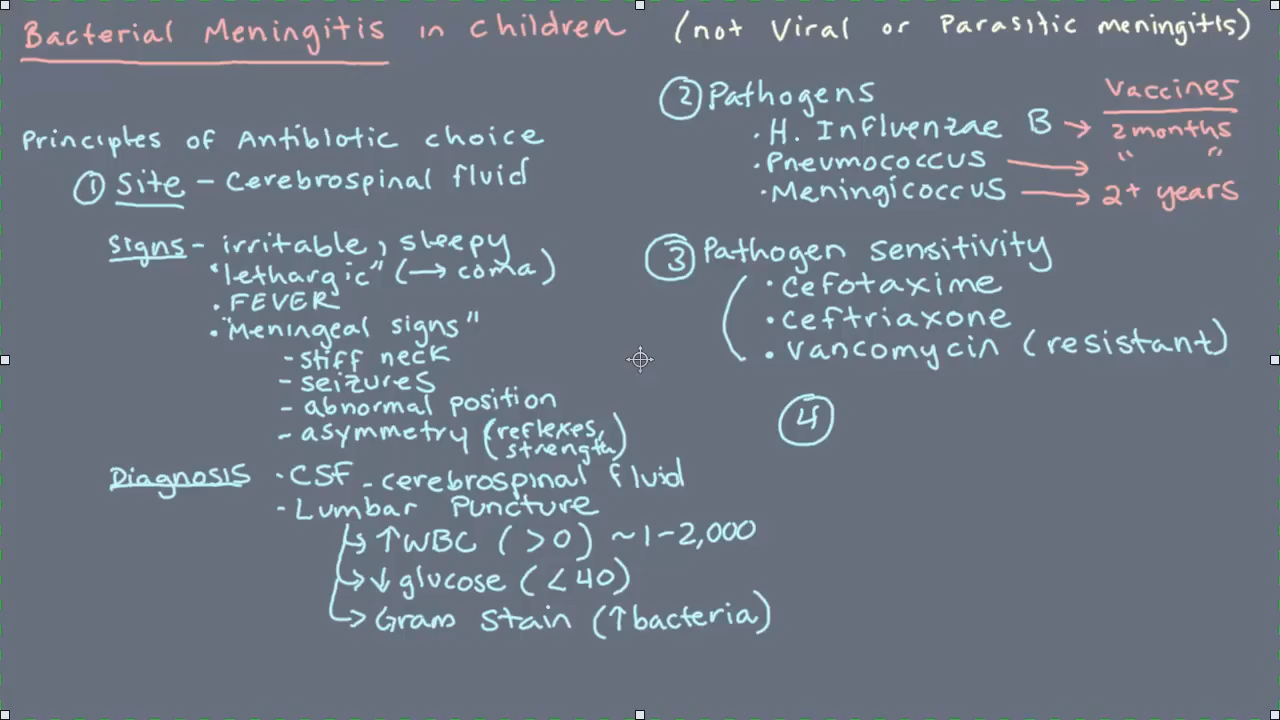 Bacterial Meningitis in children (not Viral or Parasitic meningitis)
Principles of Antibiotic choice
① Site - Cerebrospinal fluid
Signs - irritable, sleepy
"lethargic" (→ coma)
· FEVER
· "Meningeal signs"
- stiff neck
- seizures
- abnormal position
- asymmetry (reflexes, strength)
Diagnosis · CSF - cerebrospinal fluid
- Lumbar Puncture
↳ ↑WBC (>0) ~1-2,000
↳ ↓ glucose (<40)
↳ Gram stain (↑bacteria)
② Pathogens
Vaccines
· H. Influenzae B → 2 months
· Pneumococcus → " "
· Meningicoccus → 2+ years
③ Pathogen sensitivity
· cefotaxime
· ceftriaxone
· vancomycin (resistant)
④